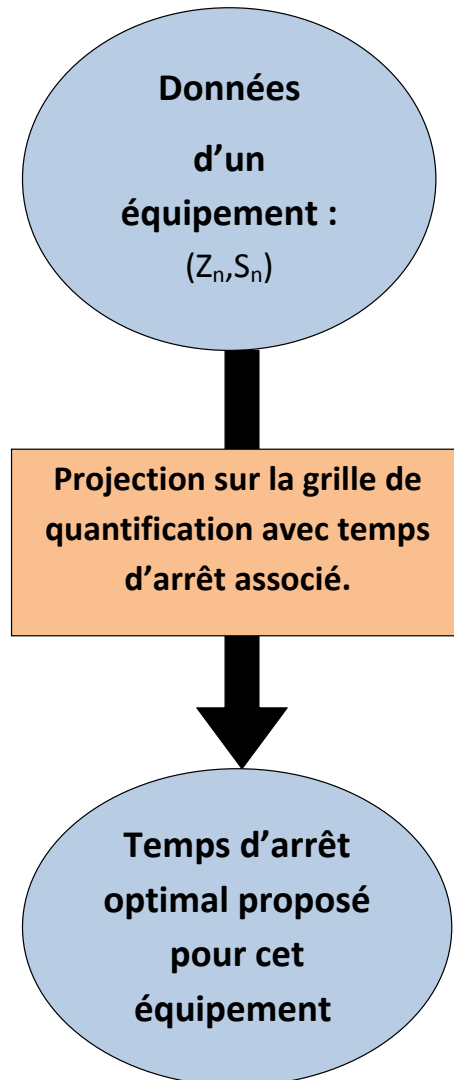 Données
d’un
équipement :
(Zn,Sn)
Projection sur la grille de
quantification avec temps
d’arrêt associé.
Temps d’arrêt
optimal proposé
pour cet
équipement